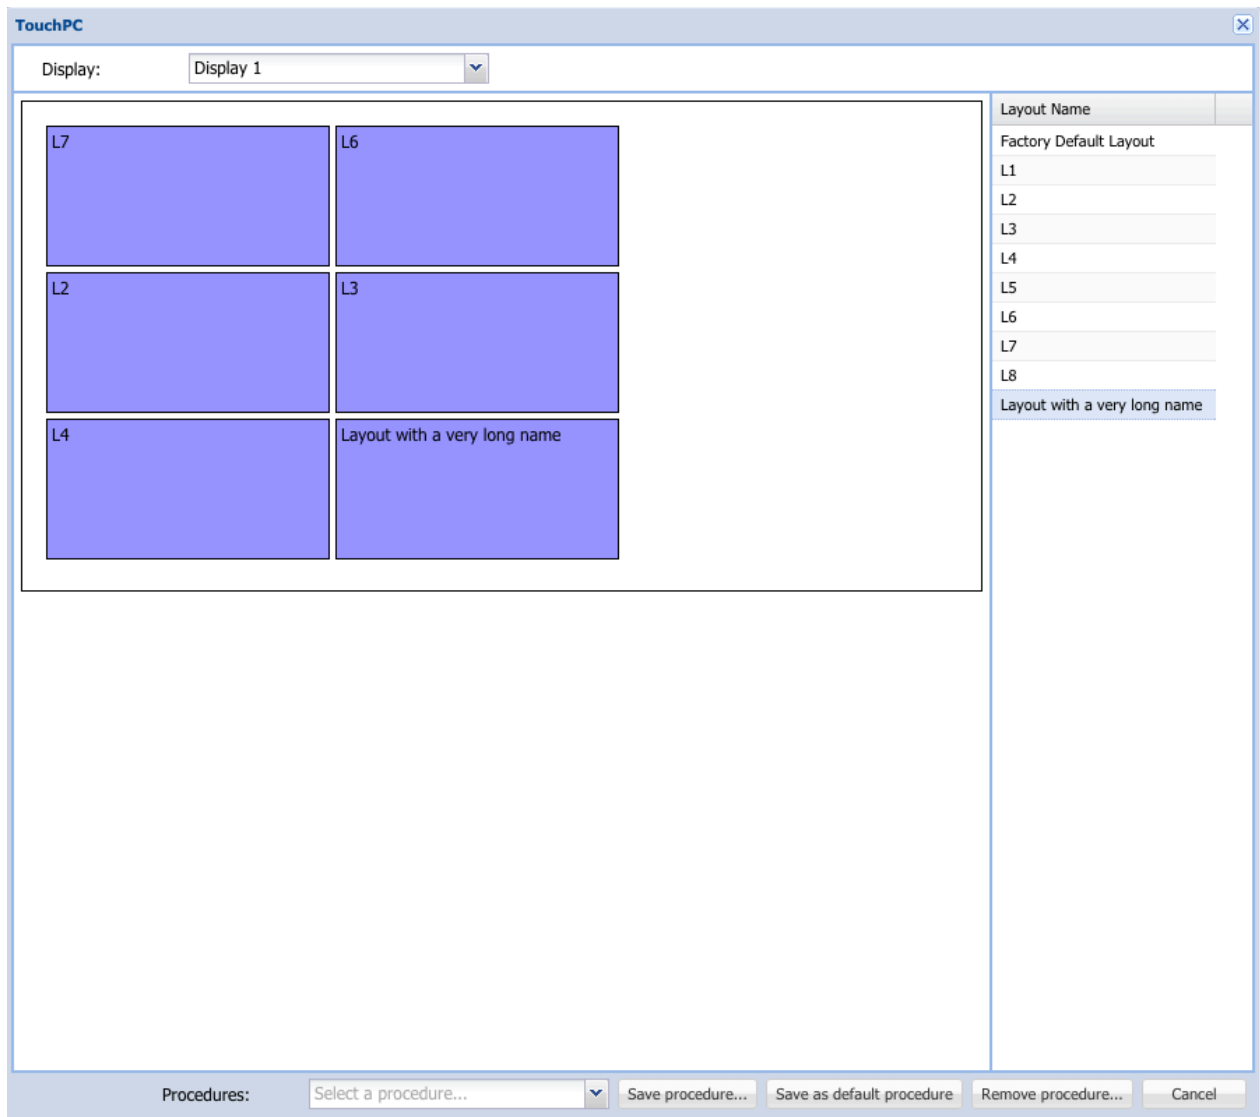 TouchPC
Display: Display 1
L7 L6
L2 L3
L4 Layout with a very long name
Layout Name
Factory Default Layout
L1
L2
L3
L4
L5
L6
L7
L8
Layout with a very long name
Procedures: Select a procedure... Save procedure... Save as default procedure Remove procedure... Cancel